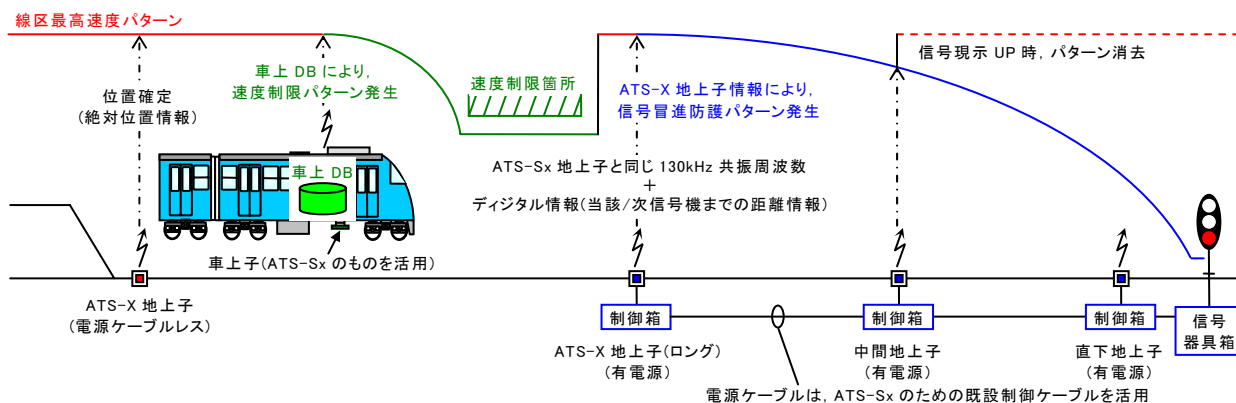 線区最高速度パターン
位置確定
(絶対位置情報)
車上 DB により,
速度制限パターン発生
速度制限箇所
ATS-X 地上子情報により,
信号冒進防護パターン発生
信号現示 UP 時, パターン消去
車上 DB
ATS-Sx 地上子と同じ 130kHz 共振周波数
+
ディジタル情報(当該/次信号機までの距離情報)
車上子(ATS-Sx のものを活用)
ATS-X 地上子
(電源ケーブルレス)
制御箱
制御箱
制御箱
信号
器具箱
ATS-X 地上子(ロング)
(有電源)
中間地上子
(有電源)
直下地上子
(有電源)
電源ケーブルは, ATS-Sx のための既設制御ケーブルを活用